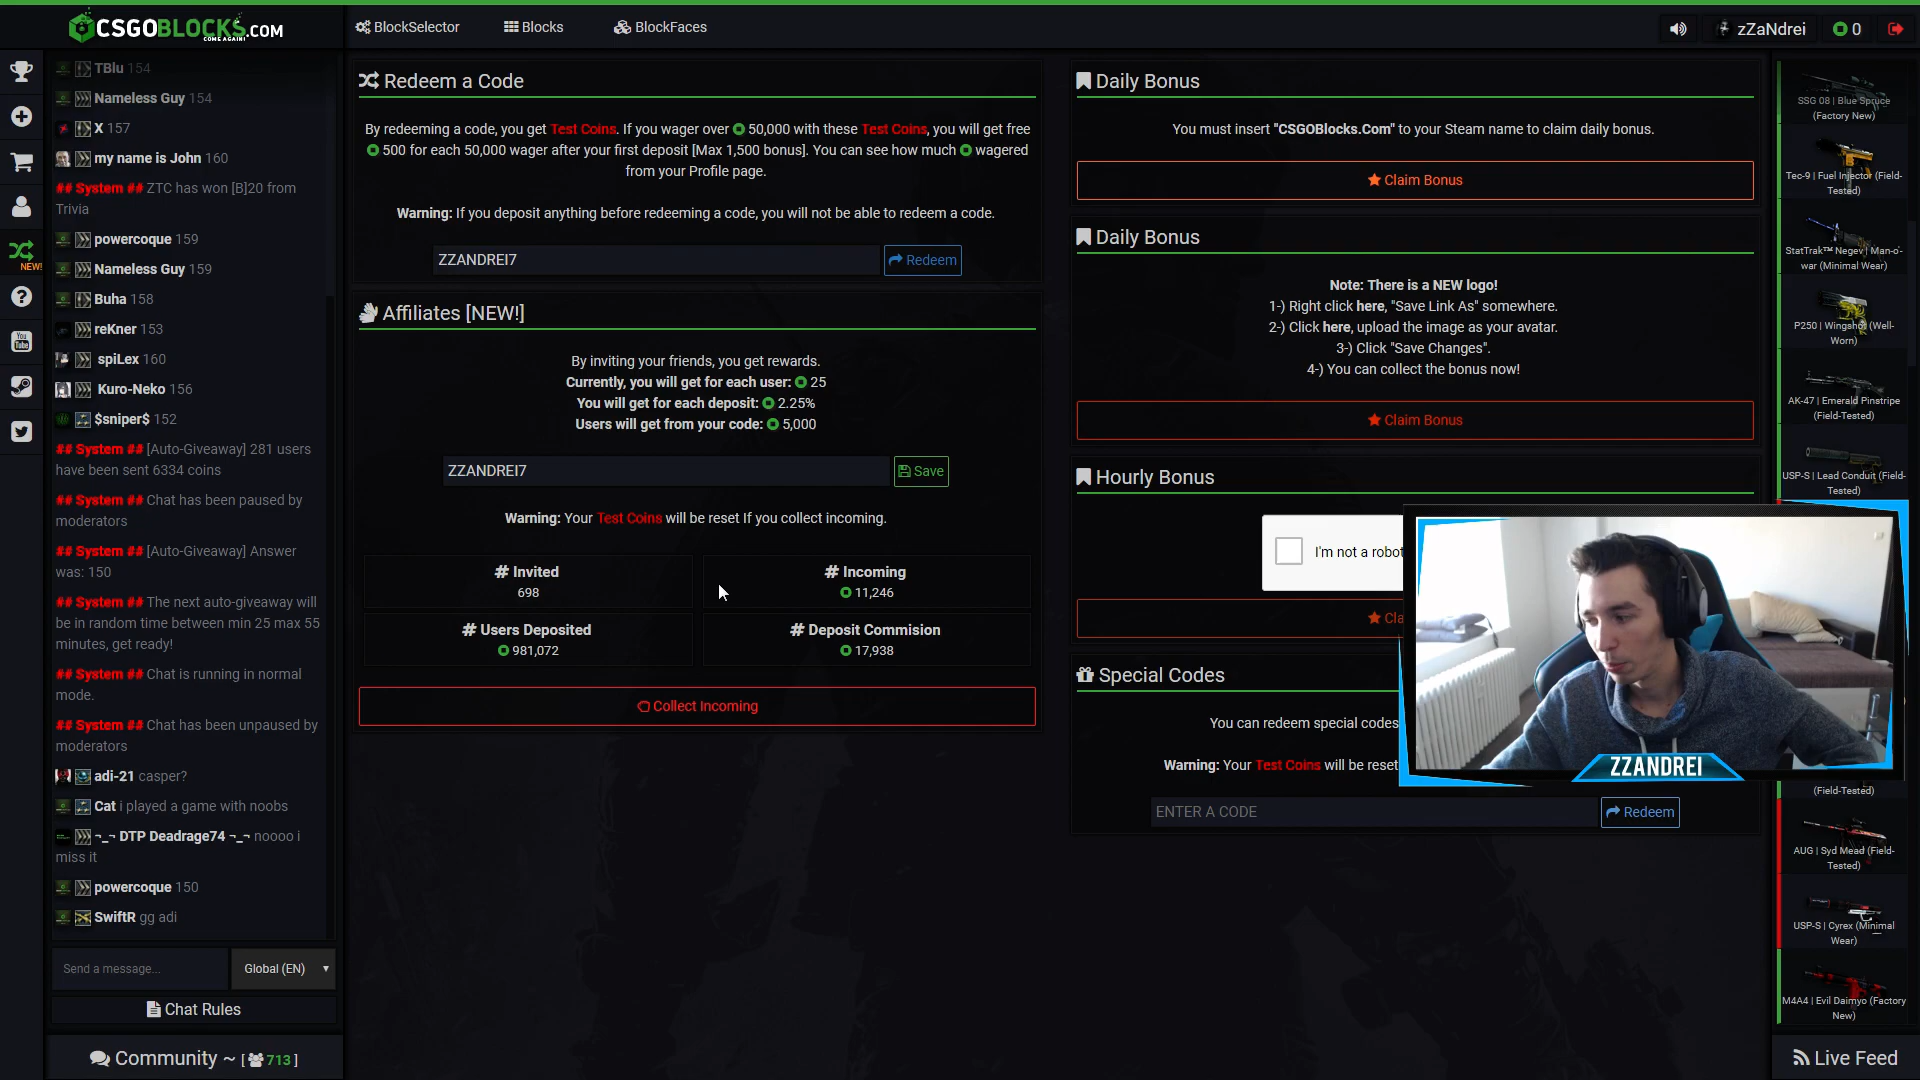 CSGOBLOCKS.COM
COME AGAIN!
BlockSelector
Blocks
BlockFaces
zZaNdrei
0
NEW!
TBlu 154
Nameless Guy 154
X 157
my name is John 160
## System ## ZTC has won [B]20 from
Trivia
powercoque 159
Nameless Guy 159
Buha 158
reKner 153
spiLex 160
Kuro-Neko 156
$sniper$ 152
## System ## [Auto-Giveaway] 281 users
have been sent 6334 coins
## System ## Chat has been paused by
moderators
## System ## [Auto-Giveaway] Answer
was: 150
## System ## The next auto-giveaway will
be in random time between min 25 max 55
minutes, get ready!
## System ## Chat is running in normal
mode.
## System ## Chat has been unpaused by
moderators
adi-21 casper?
Cat i played a game with noobs
¬_¬ DTP Deadrage74 ¬_¬ noooo i
miss it
powercoque 150
SwiftR gg adi
Send a message...
Global (EN)
Chat Rules
Community ~ [ 713 ]
Redeem a Code
By redeeming a code, you get Test Coins. If you wager over 50,000 with these Test Coins, you will get free
500 for each 50,000 wager after your first deposit [Max 1,500 bonus]. You can see how much wagered
from your Profile page.
Warning: If you deposit anything before redeeming a code, you will not be able to redeem a code.
ZZANDREI7
Redeem
Affiliates [NEW!]
By inviting your friends, you get rewards.
Currently, you will get for each user: 25
You will get for each deposit: 2.25%
Users will get from your code: 5,000
ZZANDREI7
Save
Warning: Your Test Coins will be reset If you collect incoming.
# Invited
698
# Incoming
11,246
# Users Deposited
981,072
# Deposit Commision
17,938
Collect Incoming
Daily Bonus
You must insert "CSGOBlocks.Com" to your Steam name to claim daily bonus.
Claim Bonus
Daily Bonus
Note: There is a NEW logo!
1-) Right click here, "Save Link As" somewhere.
2-) Click here, upload the image as your avatar.
3-) Click "Save Changes".
4-) You can collect the bonus now!
Claim Bonus
Hourly Bonus
I'm not a robot
Cla
Special Codes
You can redeem special codes
Warning: Your Test Coins will be reset
ENTER A CODE
Redeem
ZZANDREI
SSG 08 | Blue Spruce
(Factory New)
Tec-9 | Fuel Injector (Field-
Tested)
StatTrak™ Negev | Man-o'-
war (Minimal Wear)
P250 | Wingshot (Well-
Worn)
AK-47 | Emerald Pinstripe
(Field-Tested)
USP-S | Lead Conduit (Field-
Tested)
(Field-Tested)
AUG | Syd Mead (Field-
Tested)
USP-S | Cyrex (Minimal
Wear)
M4A4 | Evil Daimyo (Factory
New)
Live Feed